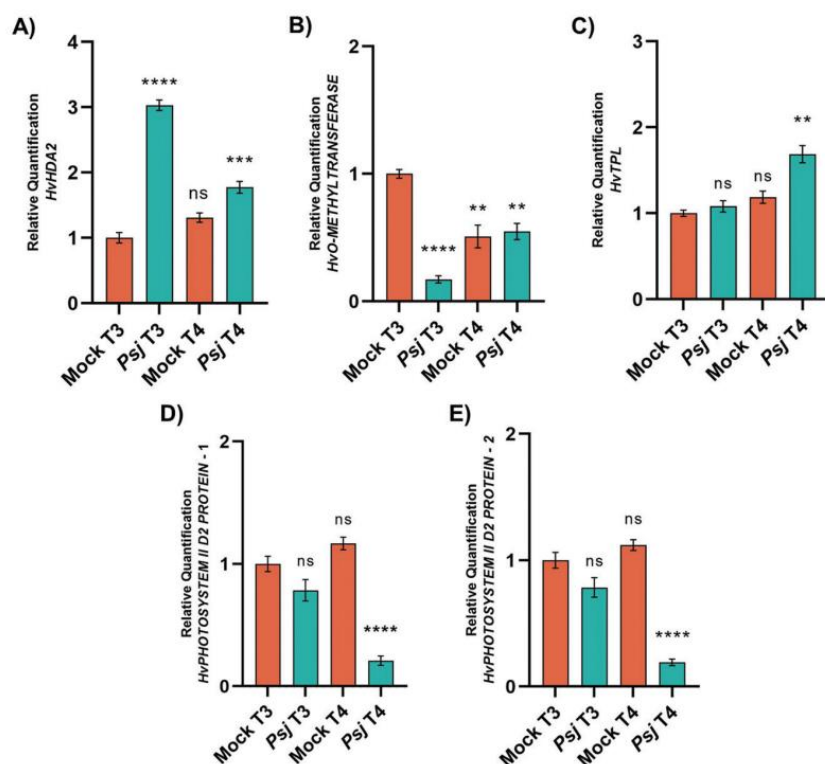 A)
Relative Quantification
HvHDA2
4
3
2
1
0
****
ns
***
Mock T3
Psj T3
Mock T4
Psj T4
B)
Relative Quantification
HvO-METHYLTRANSFERASE
2
1
0
****
**
**
Mock T3
Psj T3
Mock T4
Psj T4
C)
Relative Quantification
HvTPL
3
2
1
0
ns
ns
**
Mock T3
Psj T3
Mock T4
Psj T4
D)
Relative Quantification
HvPHOTOSYSTEM II D2 PROTEIN - 1
2
1
0
ns
ns
****
Mock T3
Psj T3
Mock T4
Psj T4
E)
Relative Quantification
HvPHOTOSYSTEM II D2 PROTEIN - 2
2
1
0
ns
ns
****
Mock T3
Psj T3
Mock T4
Psj T4